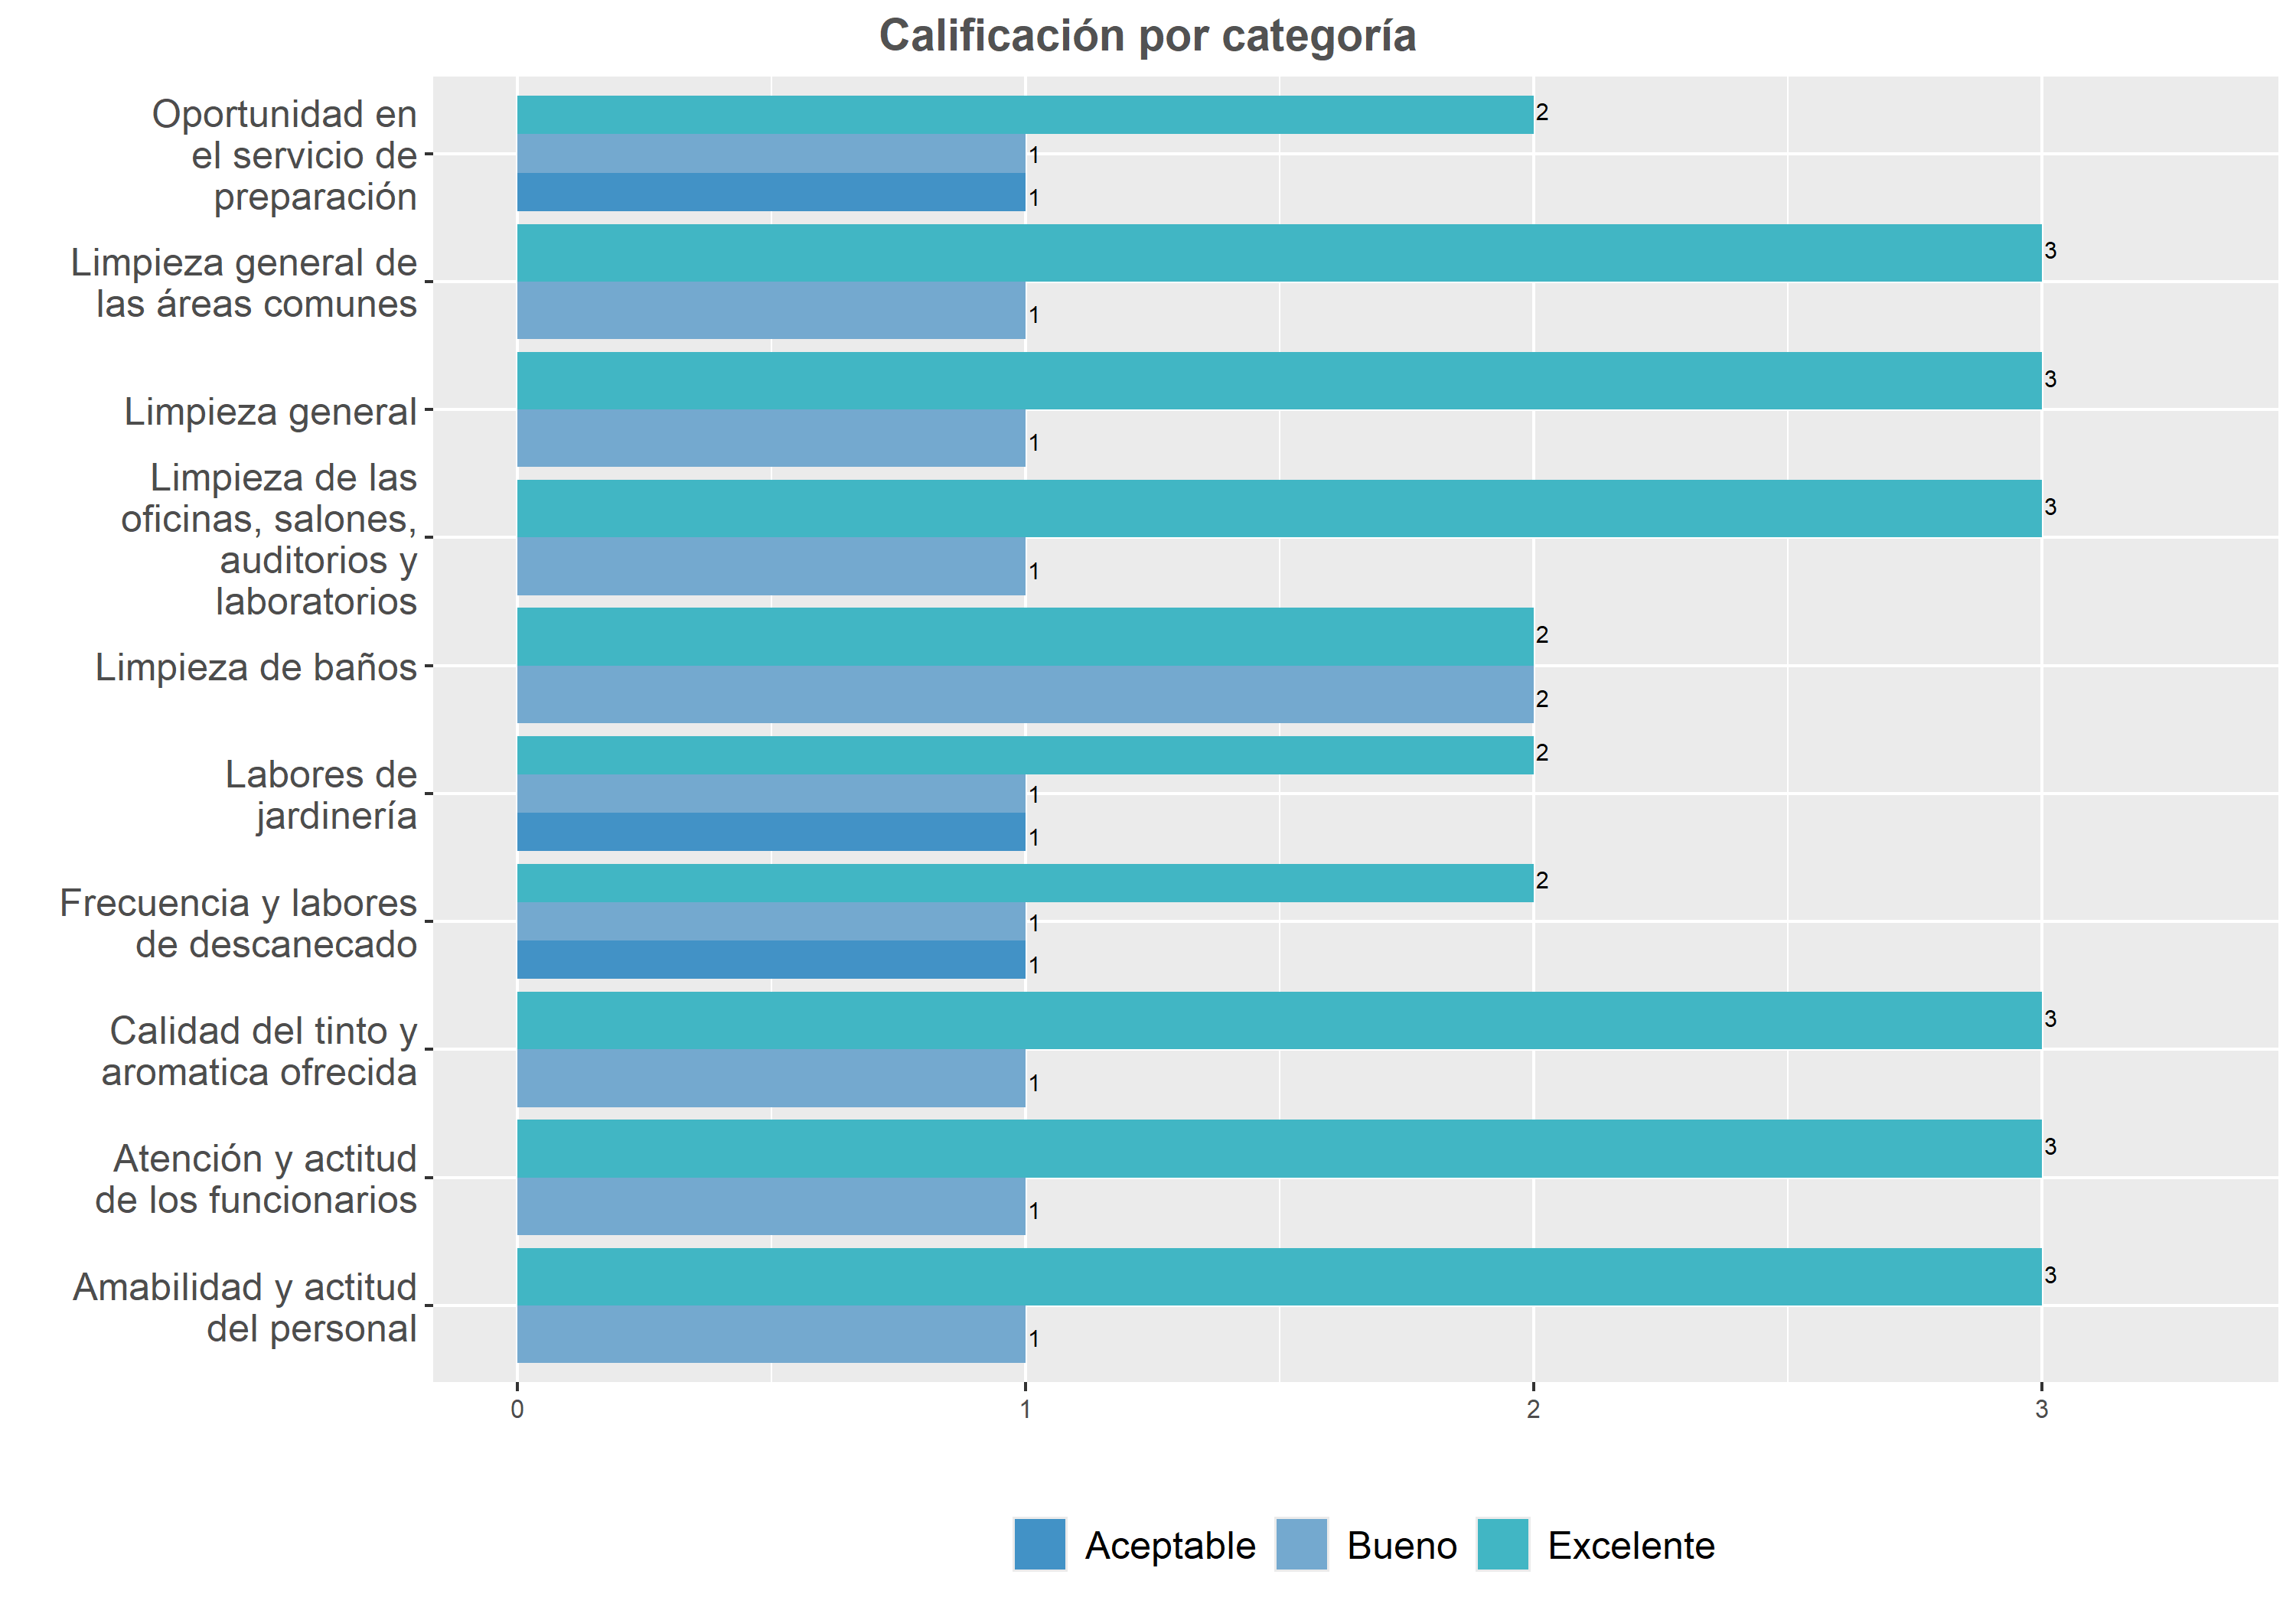 Calificación por categoría
Oportunidad en
el servicio de
preparación
2
1
1
Limpieza general de
las áreas comunes
3
1
Limpieza general
3
1
Limpieza de las
oficinas, salones,
auditorios y
laboratorios
3
1
Limpieza de baños
2
2
Labores de
jardinería
2
1
1
Frecuencia y labores
de descanecado
2
1
1
Calidad del tinto y
aromatica ofrecida
3
1
Atención y actitud
de los funcionarios
3
1
Amabilidad y actitud
del personal
3
1
0 1 2 3
Aceptable Bueno Excelente